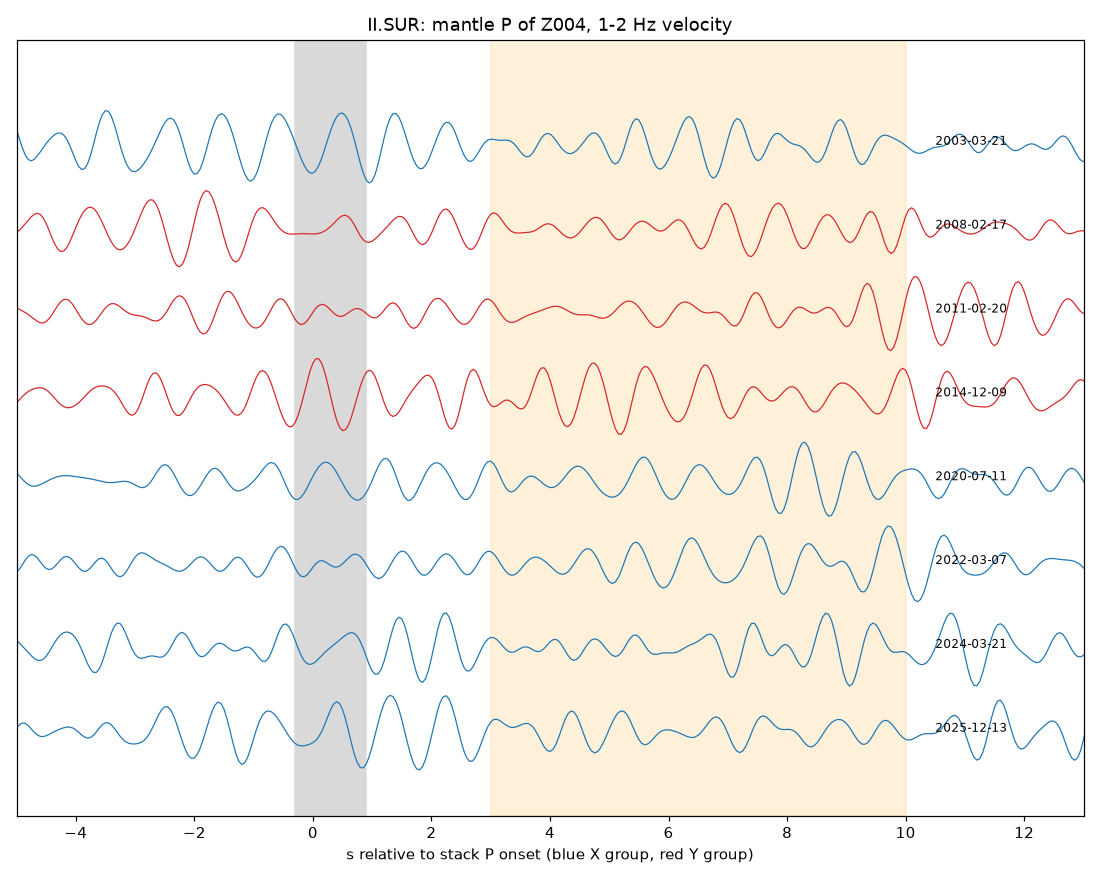 II.SUR: mantle P of Z004, 1-2 Hz velocity
2003-03-21
2008-02-17
2011-02-20
2014-12-09
2020-07-11
2022-03-07
2024-03-21
2025-12-13
−4 −2 0 2 4 6 8 10 12
s relative to stack P onset (blue X group, red Y group)